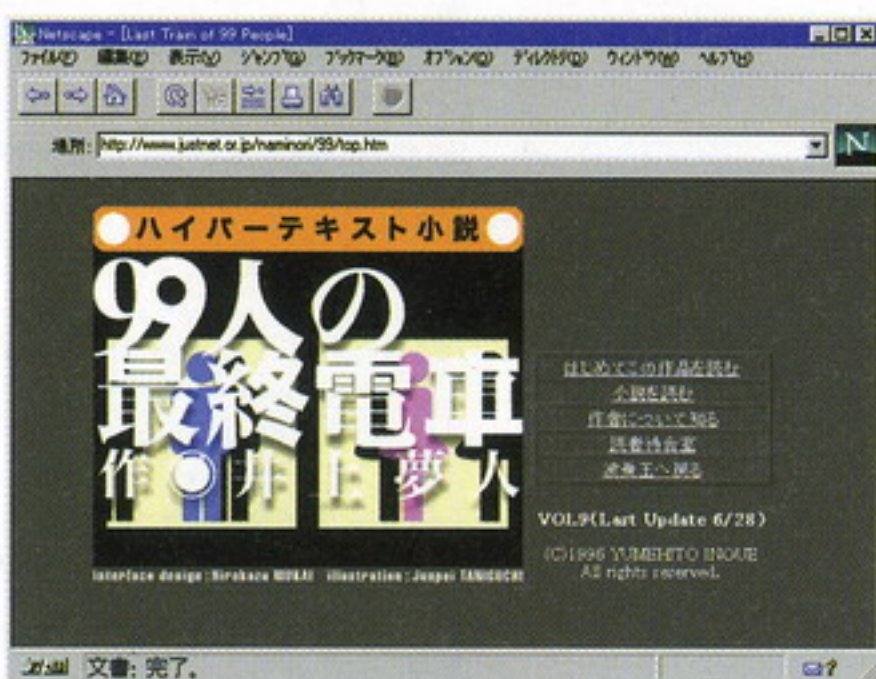 Netscape - [Last Train of 99 People]
ファイル(F) 編集(E) 表示(V) ジャンプ(G) ブックマーク(B) オプション(O) ディレクトリ(D) ウィンドウ(W) ヘルプ(H)
場所: http://www.justnet.or.jp/naminori/99/top.htm
N
ハイパーテキスト小説
99人の
最終電車
作●井上夢人
はじめてこの作品を読む
小説を読む
作者について知る
読者待合室
波乗王へ戻る
VOL.9(Last Update 6/28)
(C)1996 YUMEHITO INOUE
All rights reserved.
interface design : Hirokazu MUKAI illustration : Junpei TANIGUCHI
文書: 完了。